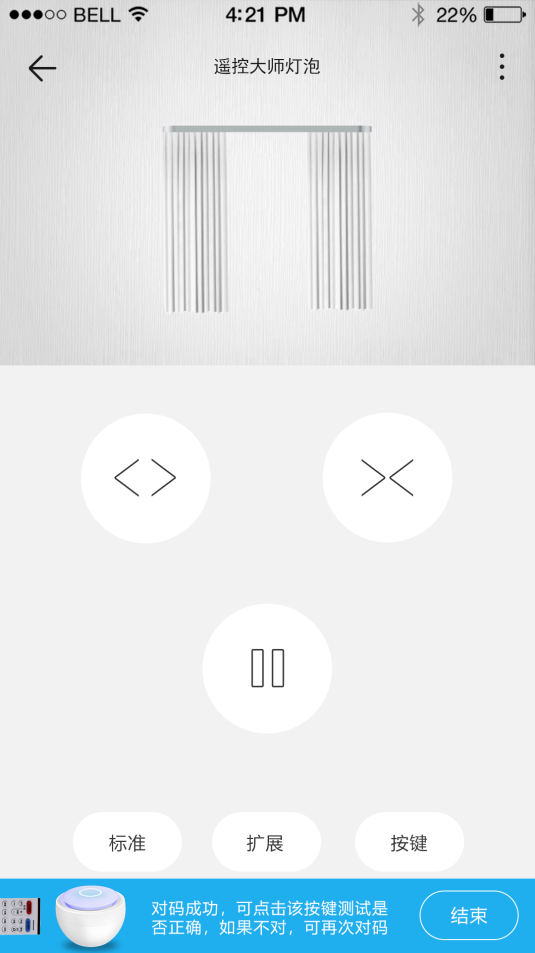 BELL 4:21 PM 22%
遥控大师灯泡
标准 扩展 按键
对码成功，可点击该按键测试是
否正确，如果不对，可再次对码
结束